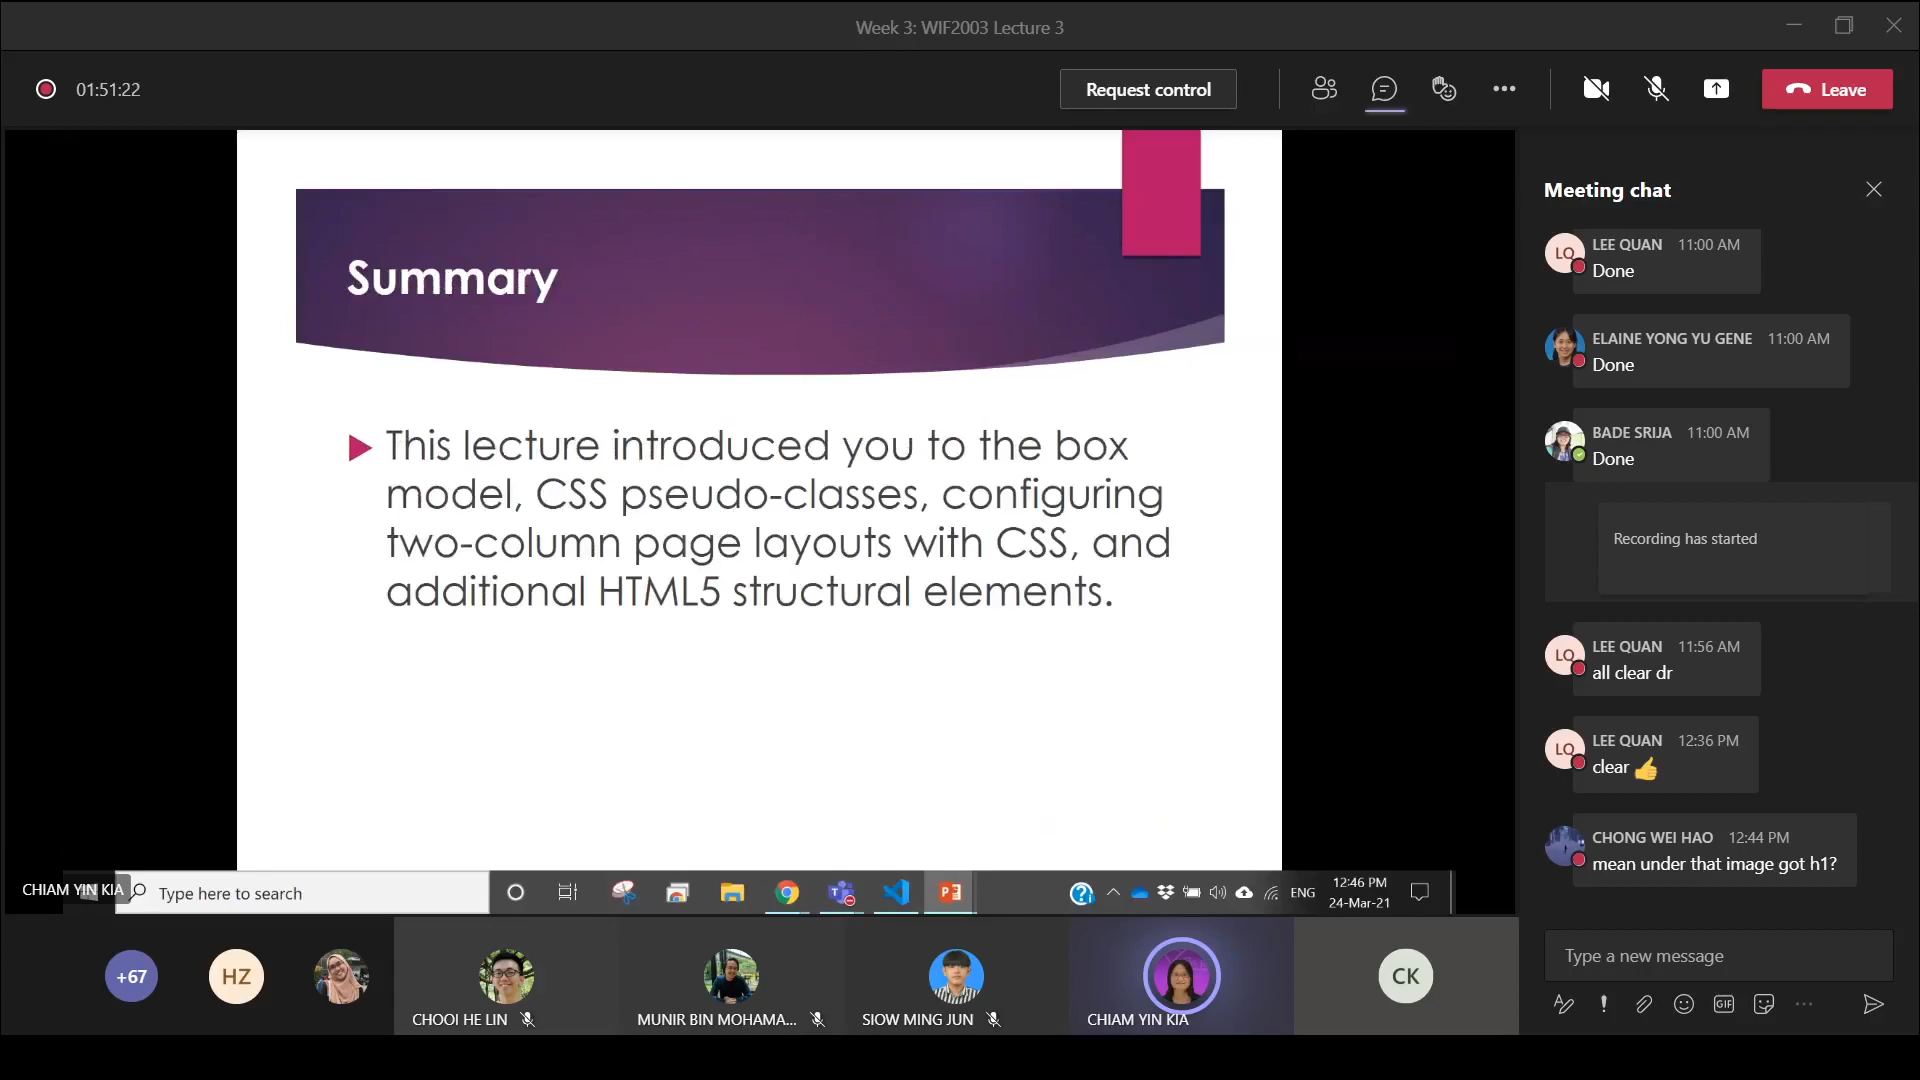 Week 3: WIF2003 Lecture 3
01:51:22
Request control
Leave
Summary
This lecture introduced you to the box
model, CSS pseudo-classes, configuring
two-column page layouts with CSS, and
additional HTML5 structural elements.
Meeting chat
LQ
LEE QUAN 11:00 AM
Done
ELAINE YONG YU GENE 11:00 AM
Done
BADE SRIJA 11:00 AM
Done
Recording has started
LQ
LEE QUAN 11:56 AM
all clear dr
LQ
LEE QUAN 12:36 PM
clear 👍
CHONG WEI HAO 12:44 PM
mean under that image got h1?
Type a new message
GIF
CHIAM YIN KIA
Type here to search
ENG
12:46 PM
24-Mar-21
+67
HZ
CHOOI HE LIN
MUNIR BIN MOHAMA...
SIOW MING JUN
CHIAM YIN KIA
CK